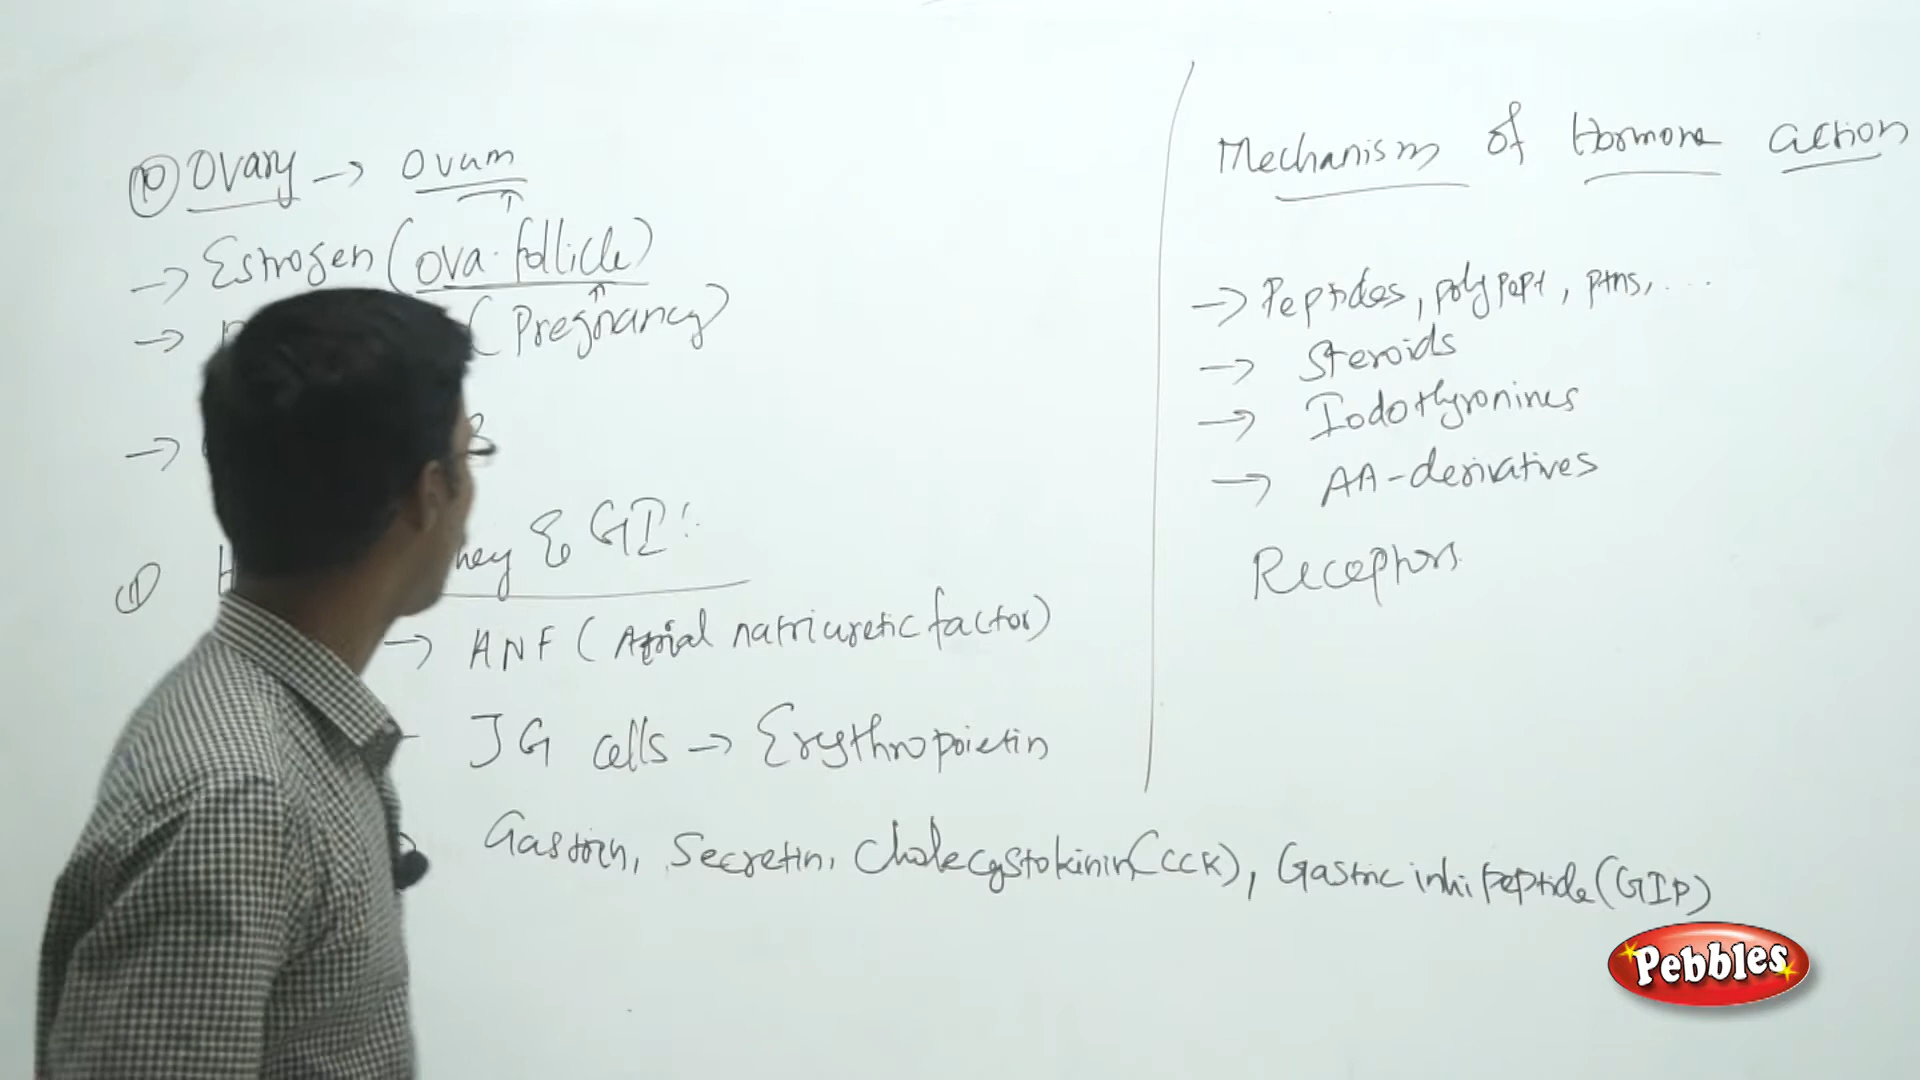 10 Ovary → Ovum
→ Estrogen (ova. follicle)
→ (Pregnancy)
→
11 & GI:
→ ANF (Atrial natriuretic factor)
JG cells → Erythropoietin
Gastrin, Secretin, Cholecystokinin (CCK), Gastric inhi peptide (GIP)
Mechanism of Hormone action
→ Peptides, polypept, ptns, ...
→ Steroids
→ Iodothyronines
→ AA-derivatives
Receptors
Pebbles